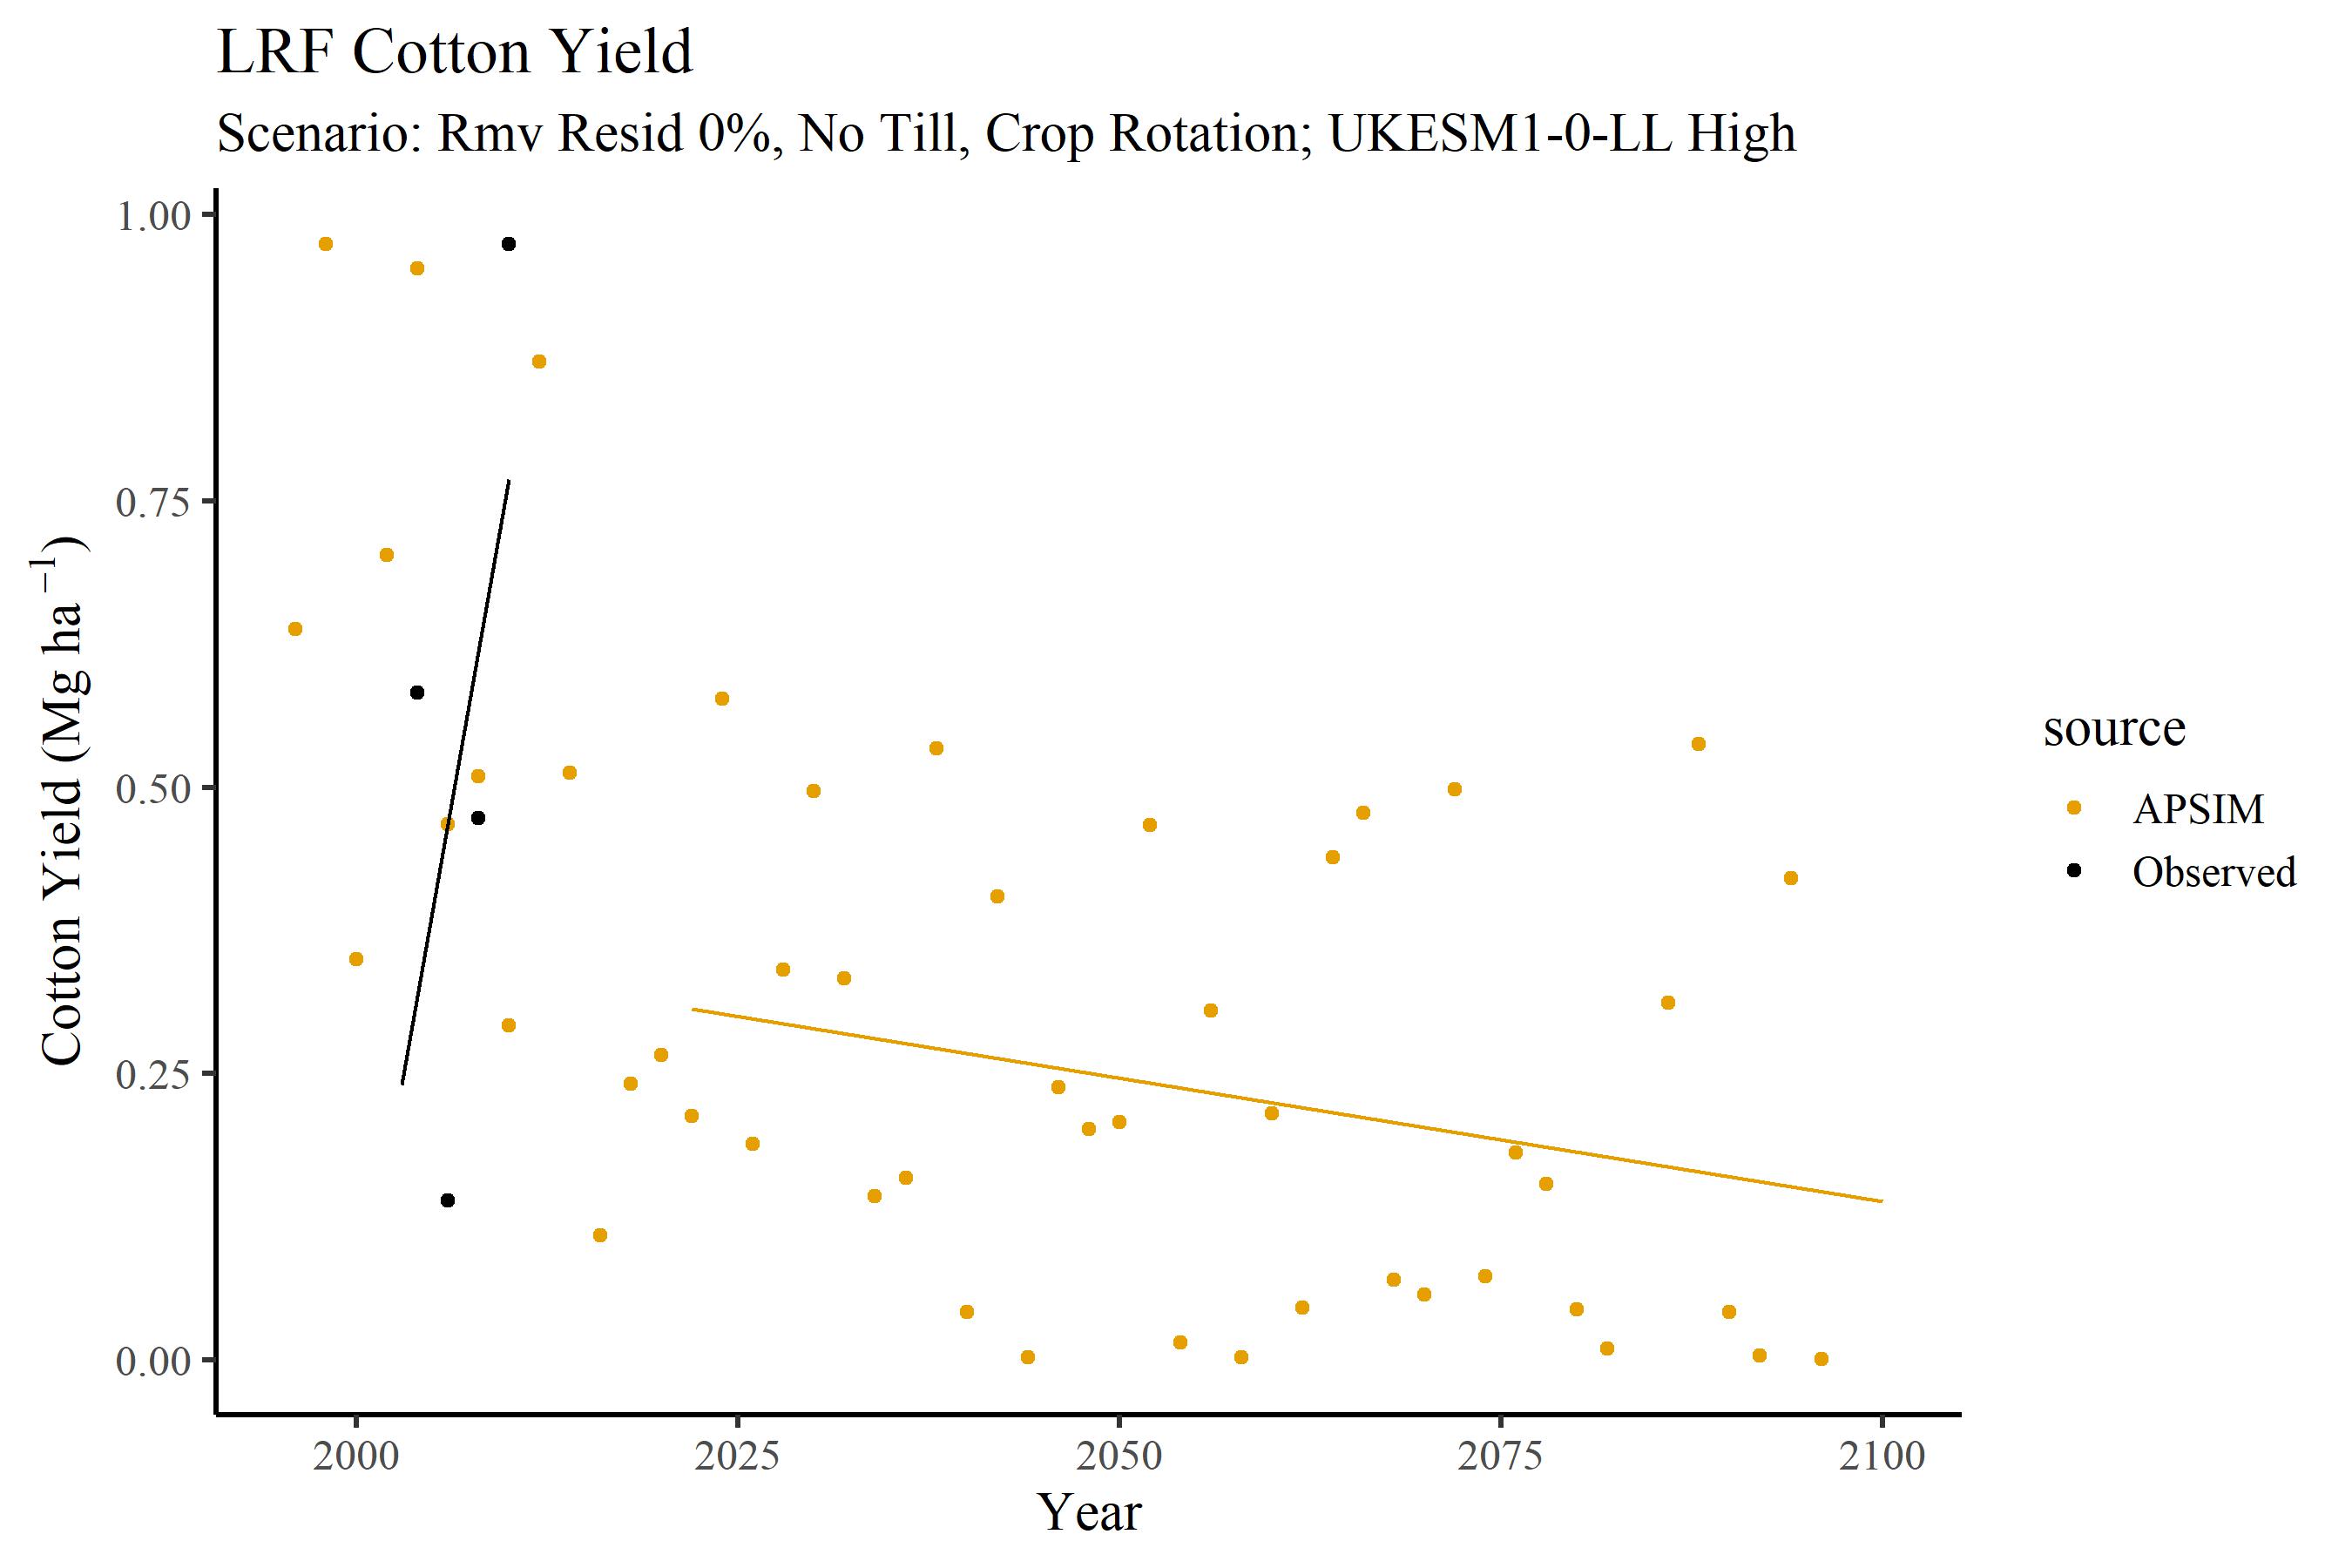 LRF Cotton Yield
Scenario: Rmv Resid 0%, No Till, Crop Rotation; UKESM1-0-LL High
Cotton Yield (Mg ha −1)
1.00
0.75
0.50
0.25
0.00
2000 2025 2050 2075 2100
Year
source
APSIM
Observed